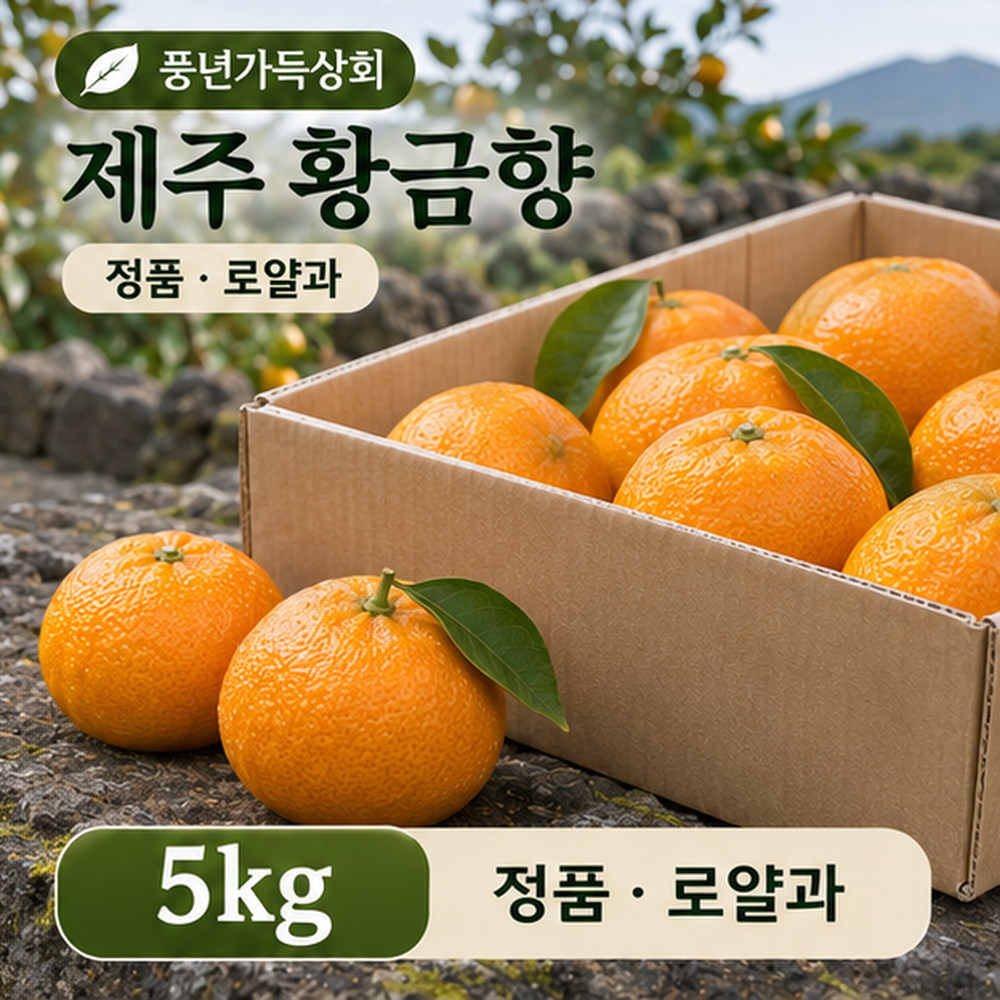 풍년가득상회
제주 황금향
정품 · 로얄과
5kg
정품 · 로얄과